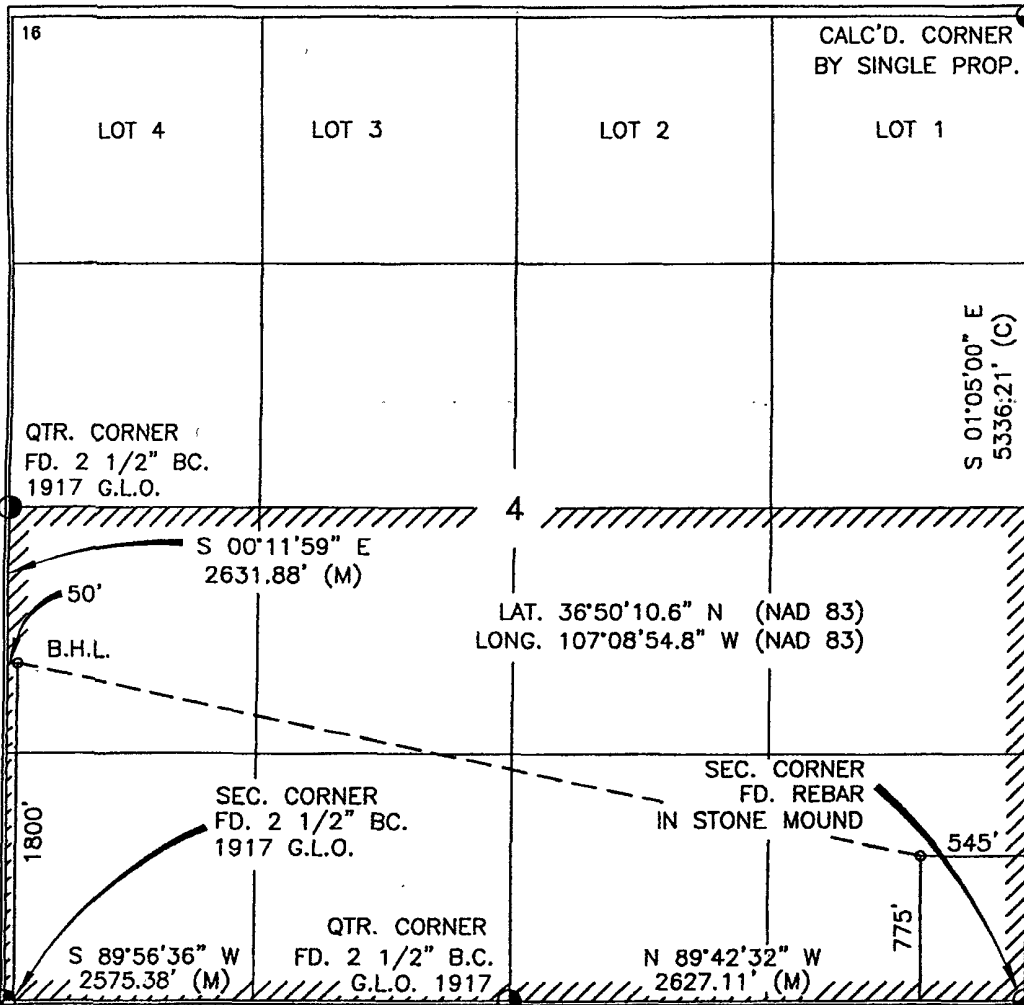 16
CALC'D. CORNER
BY SINGLE PROP.
LOT 4
LOT 3
LOT 2
LOT 1
S 01°05'00" E
5336.21' (C)
QTR. CORNER
FD. 2 1/2" BC.
1917 G.L.O.
4
S 00°11'59" E
2631.88' (M)
50'
B.H.L.
LAT. 36°50'10.6" N (NAD 83)
LONG. 107°08'54.8" W (NAD 83)
1800'
SEC. CORNER
FD. 2 1/2" BC.
1917 G.L.O.
SEC. CORNER
FD. REBAR
IN STONE MOUND
545'
775'
QTR. CORNER
FD. 2 1/2" B.C.
G.L.O. 1917
S 89°56'36" W
2575.38' (M)
N 89°42'32" W
2627.11' (M)